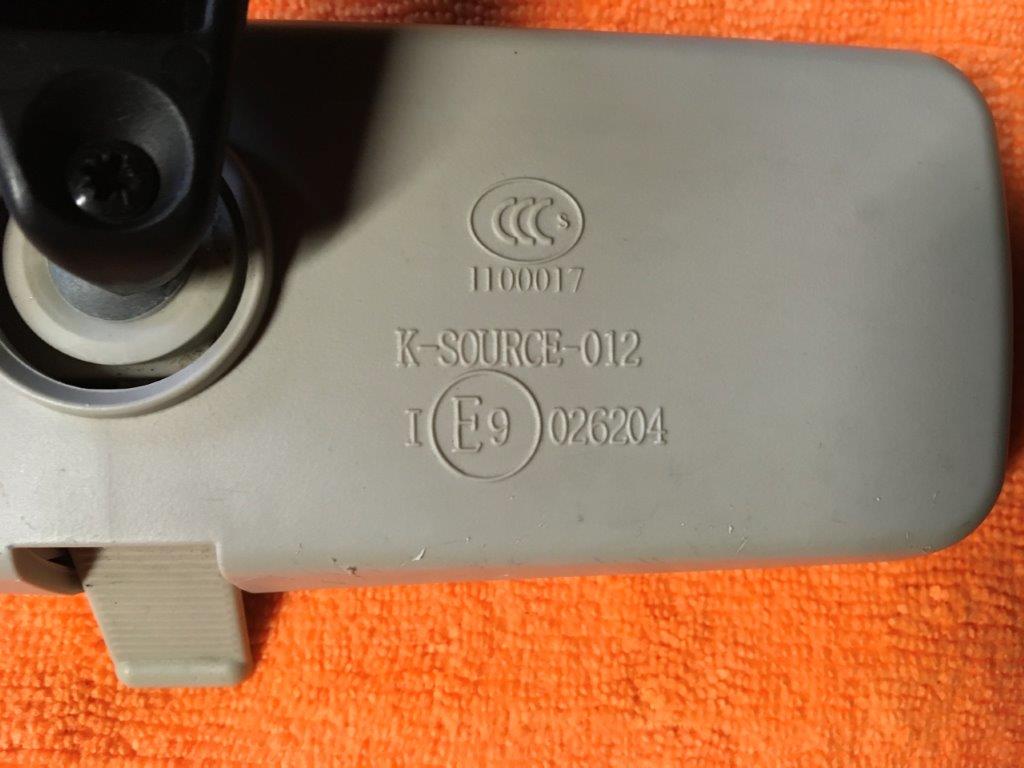 CCC S
1100017
K-SOURCE-012
I E9 026204